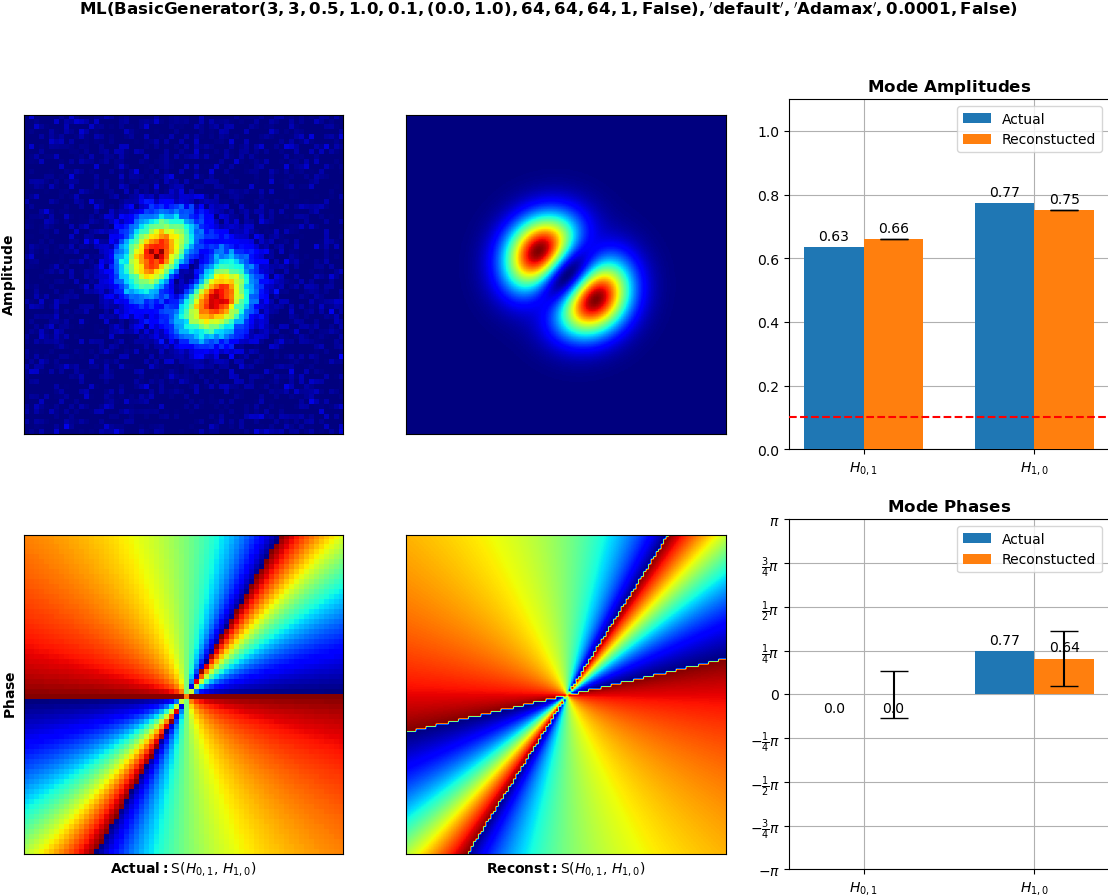 ML(BasicGenerator(3, 3, 0.5, 1.0, 0.1, (0.0, 1.0), 64, 64, 64, 1, False), ′default′, ′Adamax′, 0.0001, False)
Mode Amplitudes
Amplitude
1.0
0.8
0.6
0.4
0.2
0.0
Actual
Reconstucted
0.63
0.66
0.77
0.75
H0, 1
H1, 0
Mode Phases
Phase
π
3/4π
1/2π
1/4π
0
−1/4π
−1/2π
−3/4π
−π
Actual
Reconstucted
0.0
0.0
0.77
0.64
H0, 1
H1, 0
Actual: S(H0, 1, H1, 0)
Reconst: S(H0, 1, H1, 0)